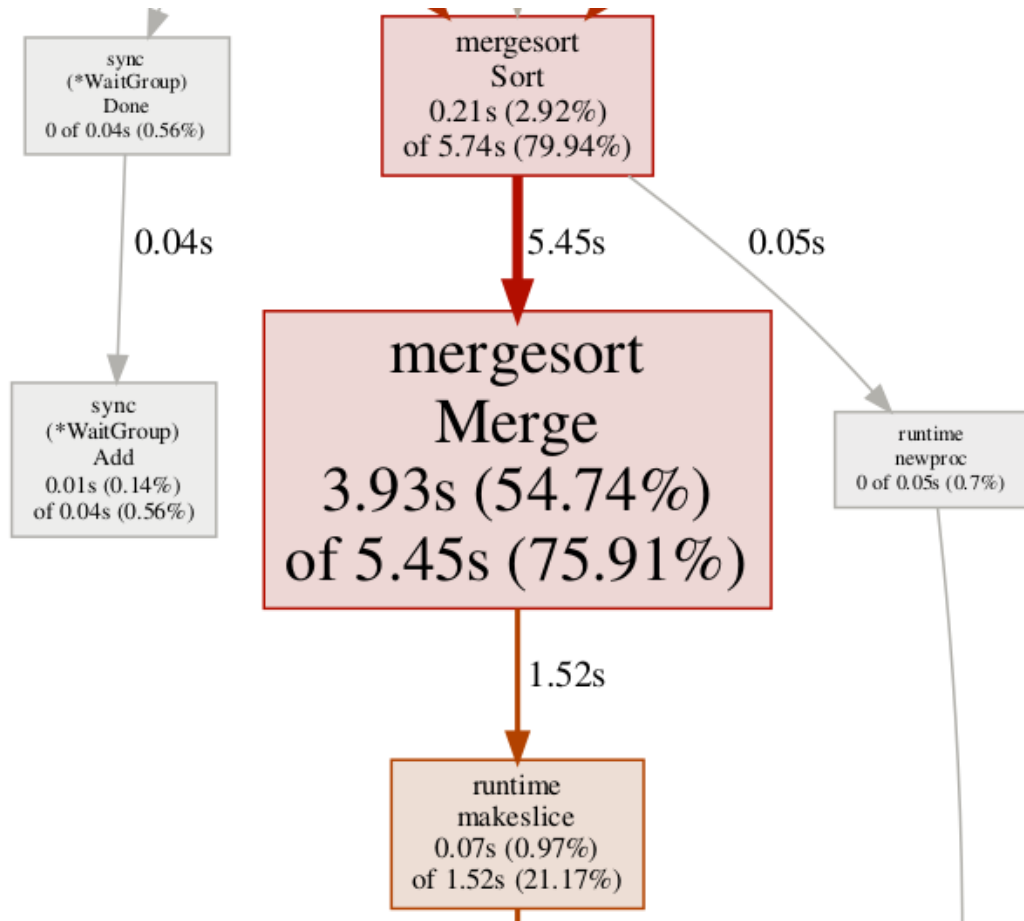 sync
(*WaitGroup)
Done
0 of 0.04s (0.56%)
mergesort
Sort
0.21s (2.92%)
of 5.74s (79.94%)
0.04s
5.45s
0.05s
sync
(*WaitGroup)
Add
0.01s (0.14%)
of 0.04s (0.56%)
mergesort
Merge
3.93s (54.74%)
of 5.45s (75.91%)
runtime
newproc
0 of 0.05s (0.7%)
1.52s
runtime
makeslice
0.07s (0.97%)
of 1.52s (21.17%)